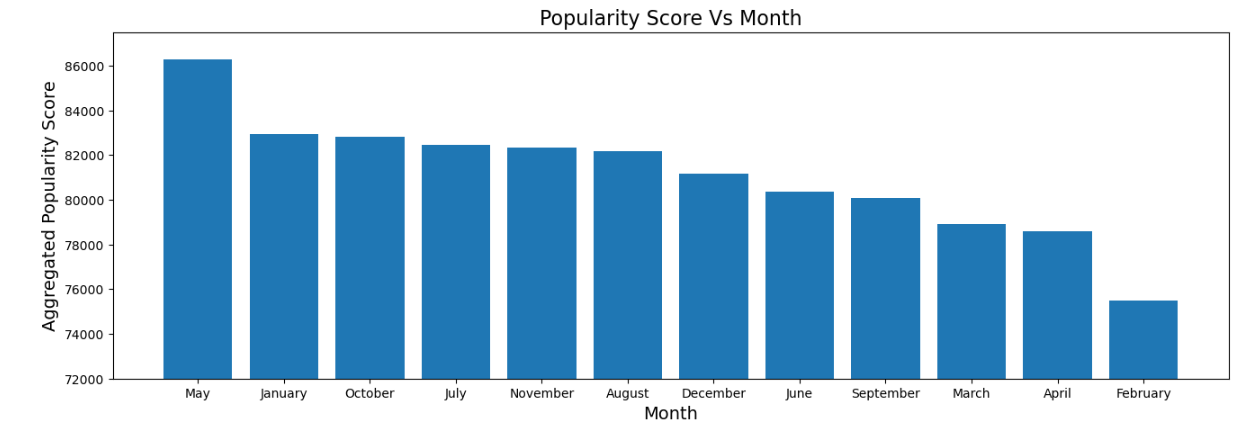 Popularity Score Vs Month
Aggregated Popularity Score
86000
84000
82000
80000
78000
76000
74000
72000
May January October July November August December June September March April February
Month